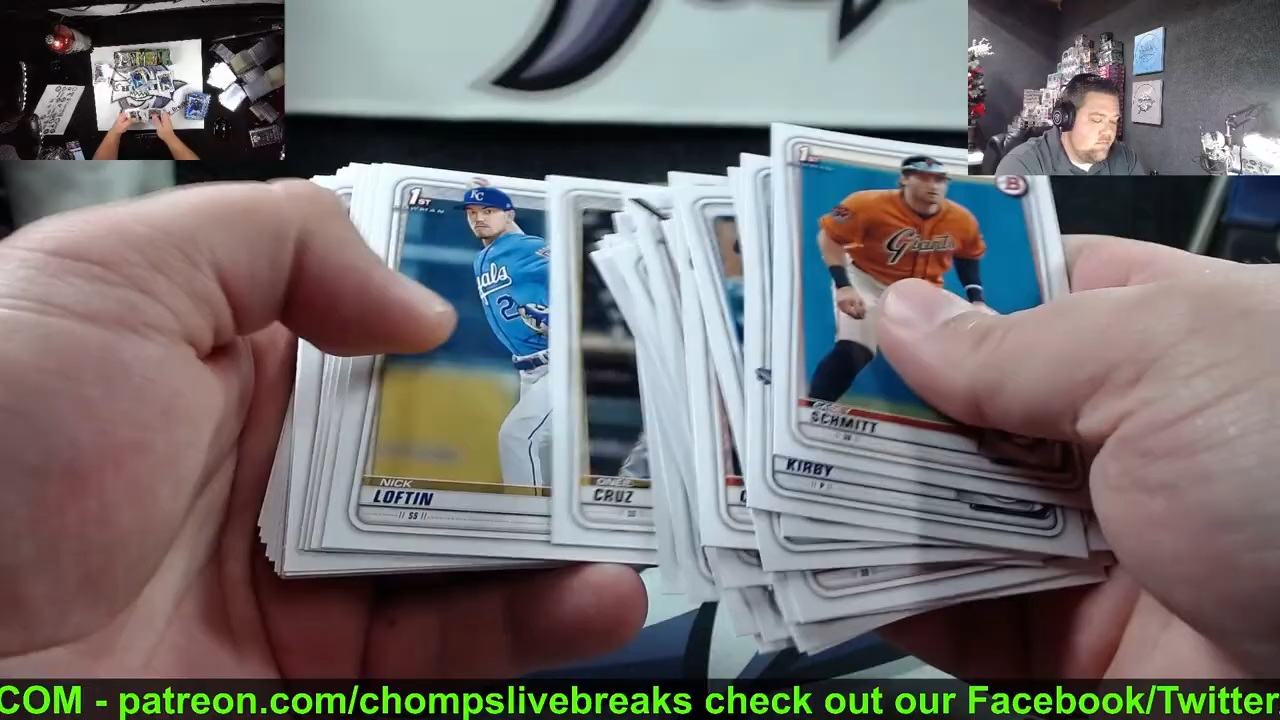 1ST
BOWMAN
KC
NICK
LOFTIN
SS
CRUZ
1ST
B
Giants
SCHMITT
KIRBY
P
COM - patreon.com/chompslivebreaks check out our Facebook/Twitter